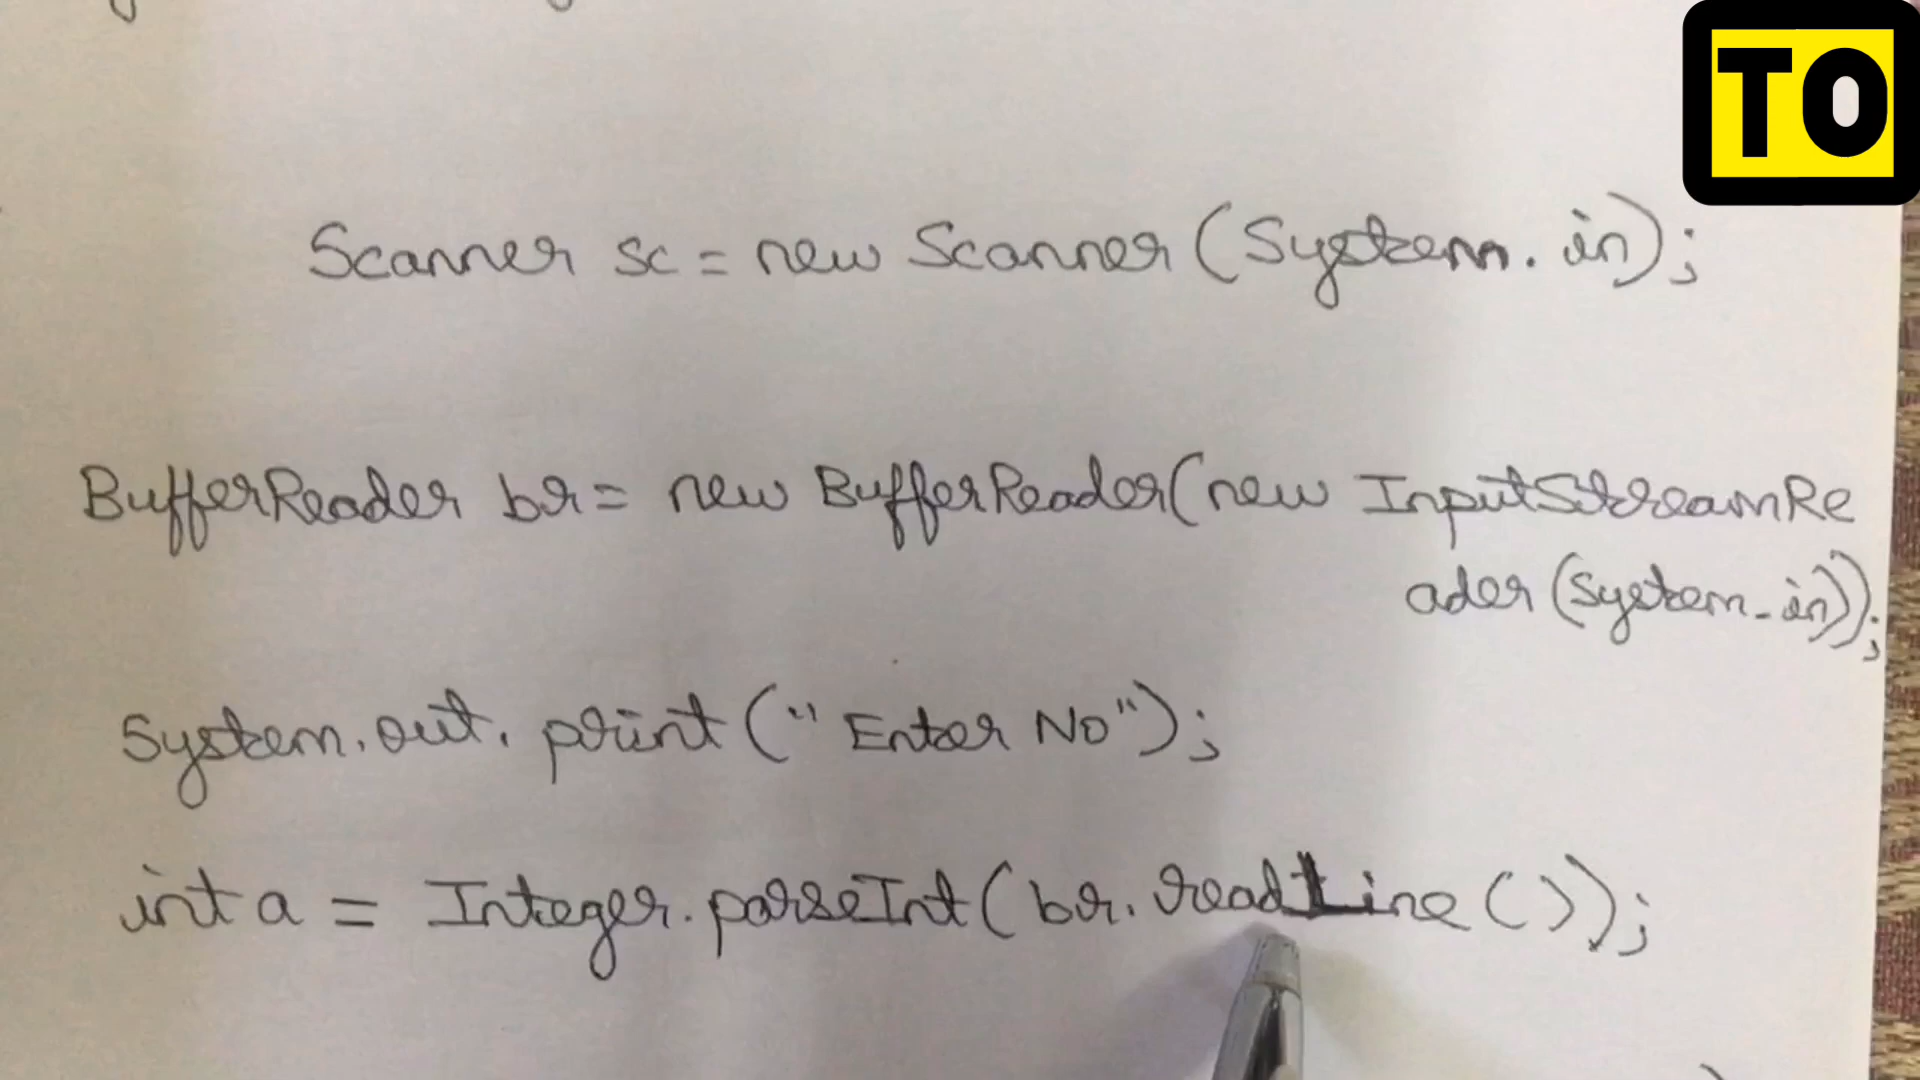 TO
Scanner sc = new Scanner (System. in);
BufferReader br = new BufferReader(new InputStreamRe
ader (System.in));
System.out. print ("Enter No");
int a = Integer.parseInt (br. readLine ( ));